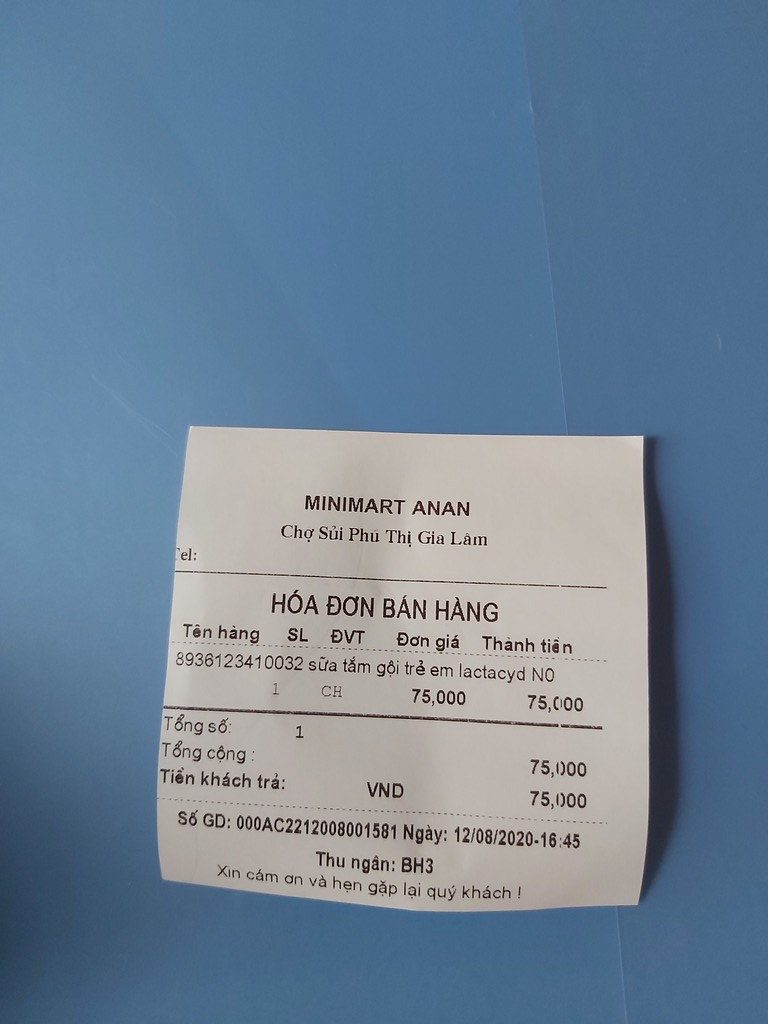 MINIMART ANAN
Chợ Sủi Phú Thị Gia Lâm
Tel:
HÓA ĐƠN BÁN HÀNG
Tên hàng SL ĐVT Đơn giá Thành tiền
8936123410032 sữa tắm gội trẻ em lactacyd N0
1 CH 75,000 75,000
Tổng số: 1
Tổng cộng : 75,000
Tiền khách trả: VND 75,000
Số GD: 000AC2212008001581 Ngày: 12/08/2020-16:45
Thu ngân: BH3
Xin cám ơn và hẹn gặp lại quý khách !